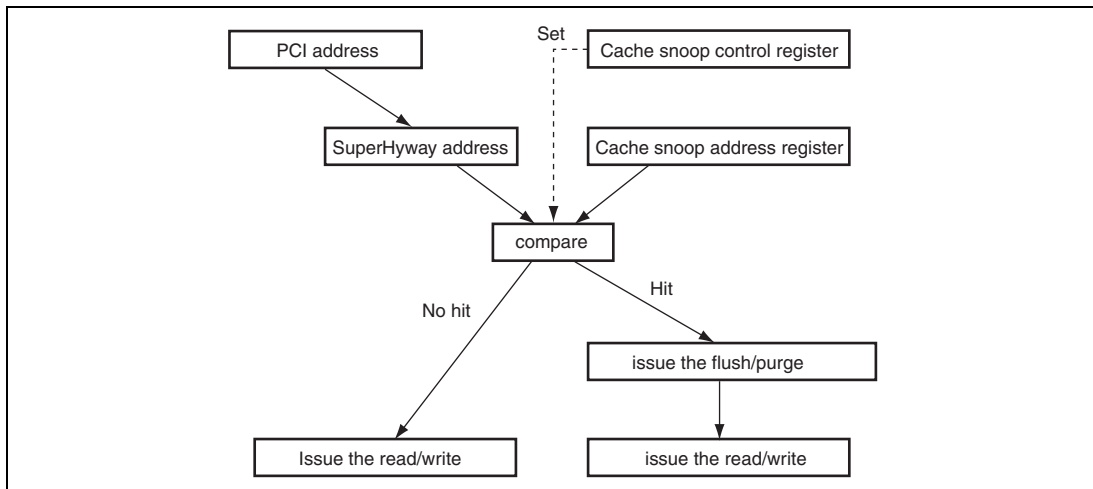 Set
PCI address
Cache snoop control register
SuperHyway address
Cache snoop address register
compare
Hit
No hit
issue the flush/purge
Issue the read/write
issue the read/write